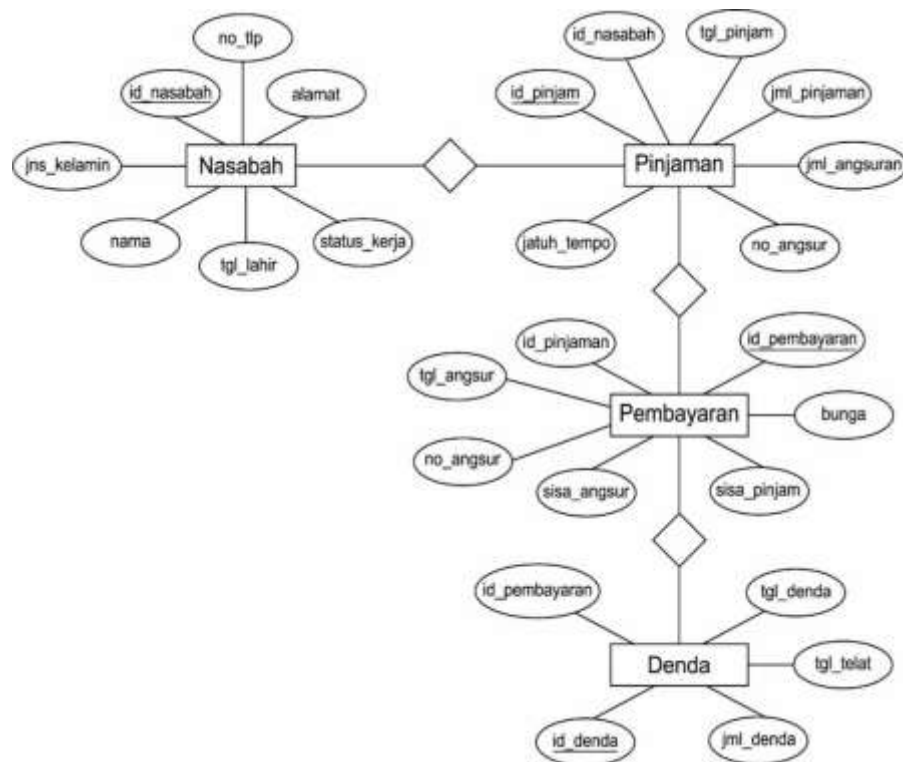 no_tlp
id_nasabah
alamat
jns_kelamin
Nasabah
nama
tgl_lahir
status_kerja
id_nasabah
tgl_pinjam
id_pinjam
jml_pinjaman
Pinjaman
jml_angsuran
jatuh_tempo
no_angsur
id_pinjaman
id_pembayaran
tgl_angsur
Pembayaran
bunga
no_angsur
sisa_angsur
sisa_pinjam
id_pembayaran
tgl_denda
Denda
tgl_telat
id_denda
jml_denda